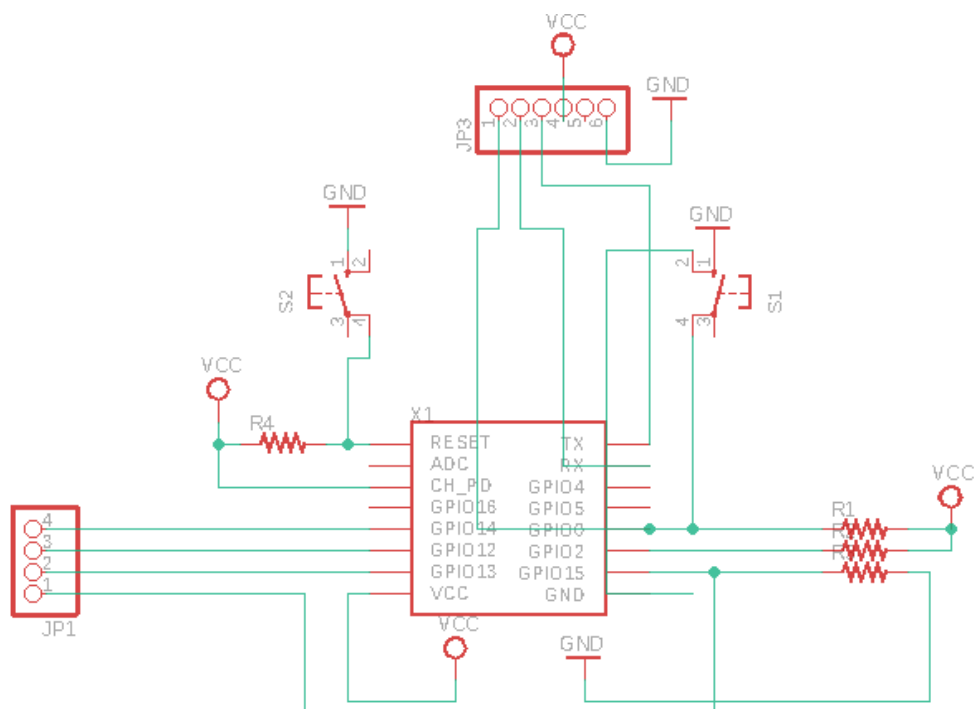 VCC
GND
JP3
1
2
3
4
5
6
GND
1
2
S2
3
4
GND
2
1
S1
4
3
VCC
R4
X1
RESET
ADC
CH_PD
GPIO16
GPIO14
GPIO12
GPIO13
VCC
TX
RX
GPIO4
GPIO5
GPIO0
GPIO2
GPIO15
GND
VCC
R1
4
3
2
1
JP1
VCC
GND